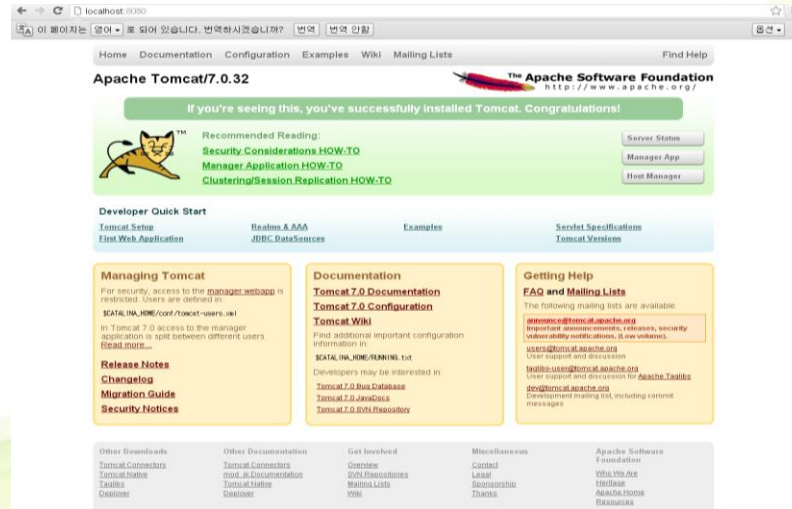 localhost:8080
이 페이지는 영어 로 되어 있습니다. 번역하시겠습니까? 번역 번역 안함 옵션
Home Documentation Configuration Examples Wiki Mailing Lists Find Help
Apache Tomcat/7.0.32
The Apache Software Foundation
http://www.apache.org/
If you're seeing this, you've successfully installed Tomcat. Congratulations!
TM
Recommended Reading:
Security Considerations HOW-TO
Manager Application HOW-TO
Clustering/Session Replication HOW-TO
Server Status
Manager App
Host Manager
Developer Quick Start
Tomcat Setup
First Web Application
Realms & AAA
JDBC DataSources
Examples
Servlet Specifications
Tomcat Versions
Managing Tomcat
For security, access to the manager webapp is
restricted. Users are defined in:
$CATALINA_HOME/conf/tomcat-users.xml
In Tomcat 7.0 access to the manager
application is split between different users.
Read more...
Release Notes
Changelog
Migration Guide
Security Notices
Documentation
Tomcat 7.0 Documentation
Tomcat 7.0 Configuration
Tomcat Wiki
Find additional important configuration
information in:
$CATALINA_HOME/RUNNING.txt
Developers may be interested in:
Tomcat 7.0 Bug Database
Tomcat 7.0 JavaDocs
Tomcat 7.0 SVN Repository
Getting Help
FAQ and Mailing Lists
The following mailing lists are available:
announce@tomcat.apache.org
Important announcements, releases, security
vulnerability notifications. (Low volume).
users@tomcat.apache.org
User support and discussion
taglibs-user@tomcat.apache.org
User support and discussion for Apache Taglibs
dev@tomcat.apache.org
Development mailing list, including commit
messages
Other Downloads
Tomcat Connectors
Tomcat Native
Taglibs
Deployer
Other Documentation
Tomcat Connectors
mod_jk Documentation
Tomcat Native
Deployer
Get Involved
Overview
SVN Repositories
Mailing Lists
Wiki
Miscellaneous
Contact
Legal
Sponsorship
Thanks
Apache Software
Foundation
Who We Are
Heritage
Apache Home
Resources